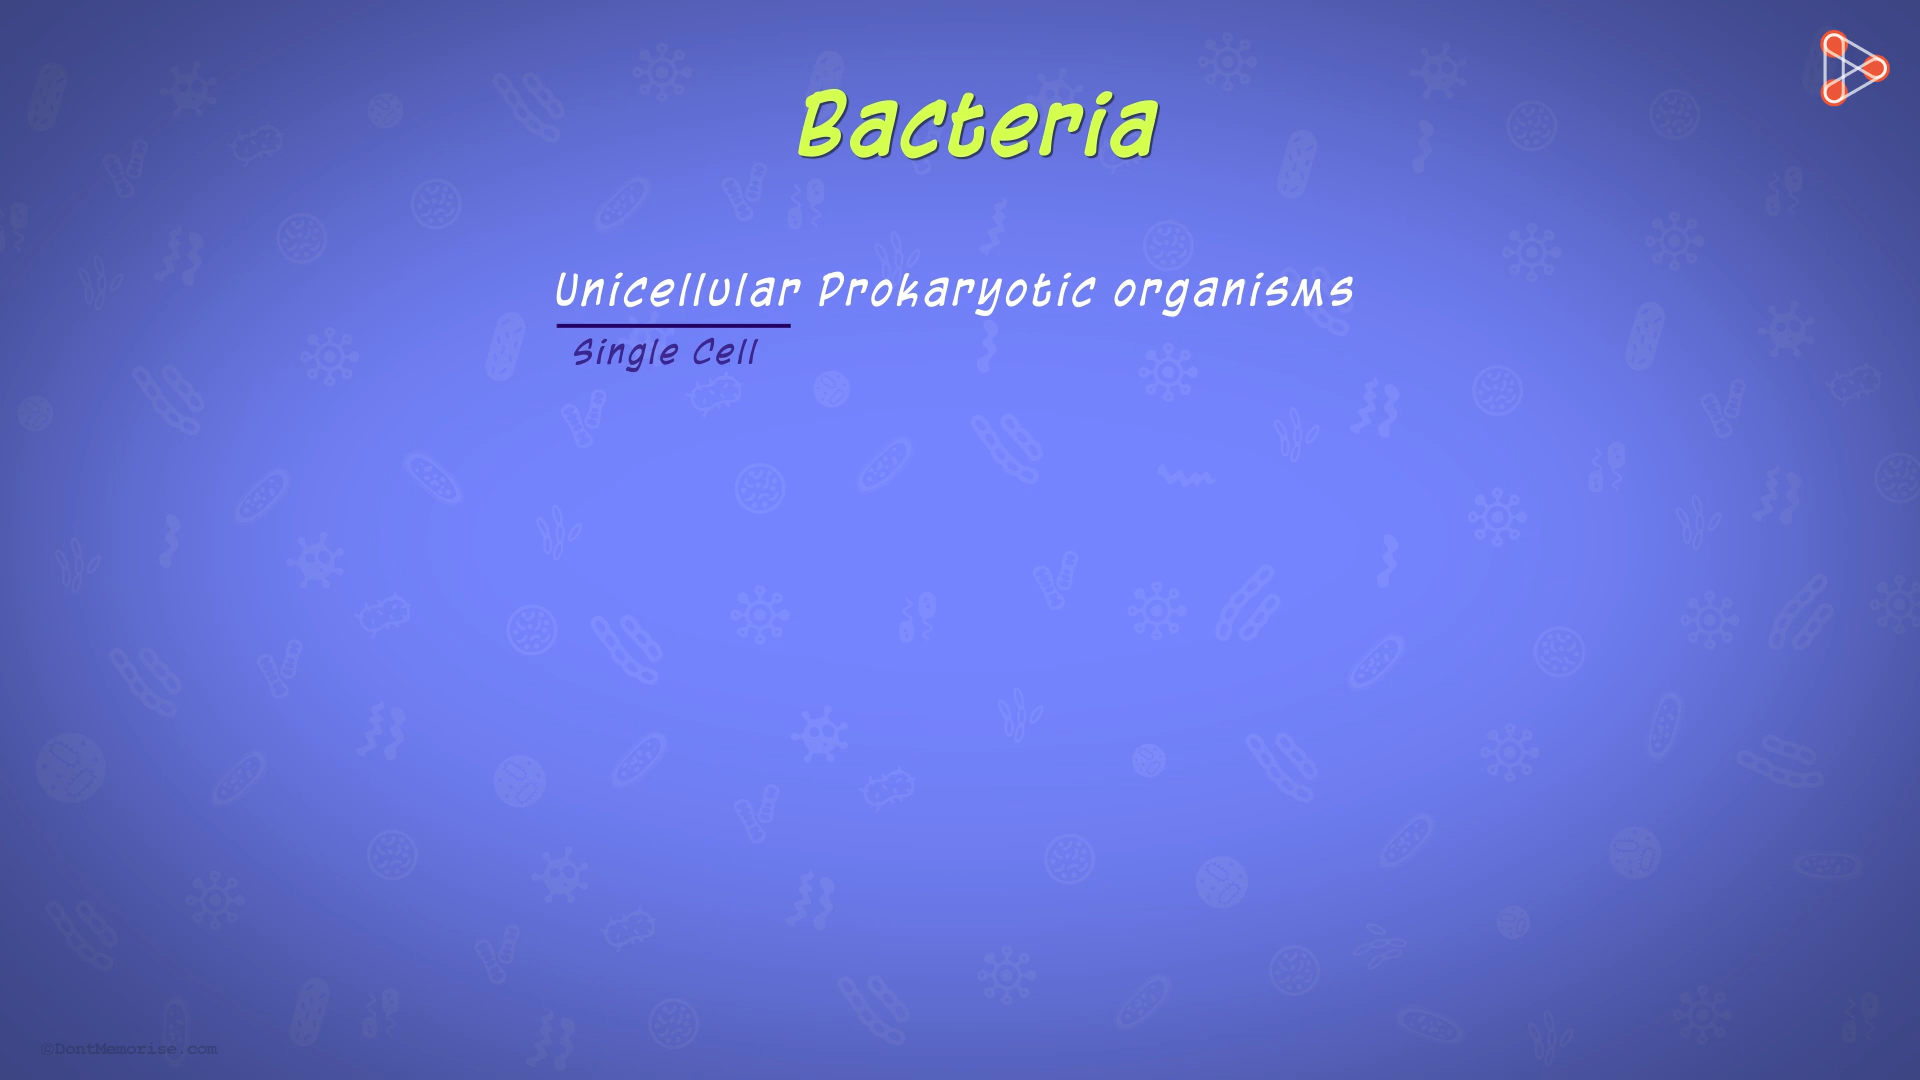 Bacteria
Unicellular Prokaryotic organisms
Single Cell
©DontMemorise.com